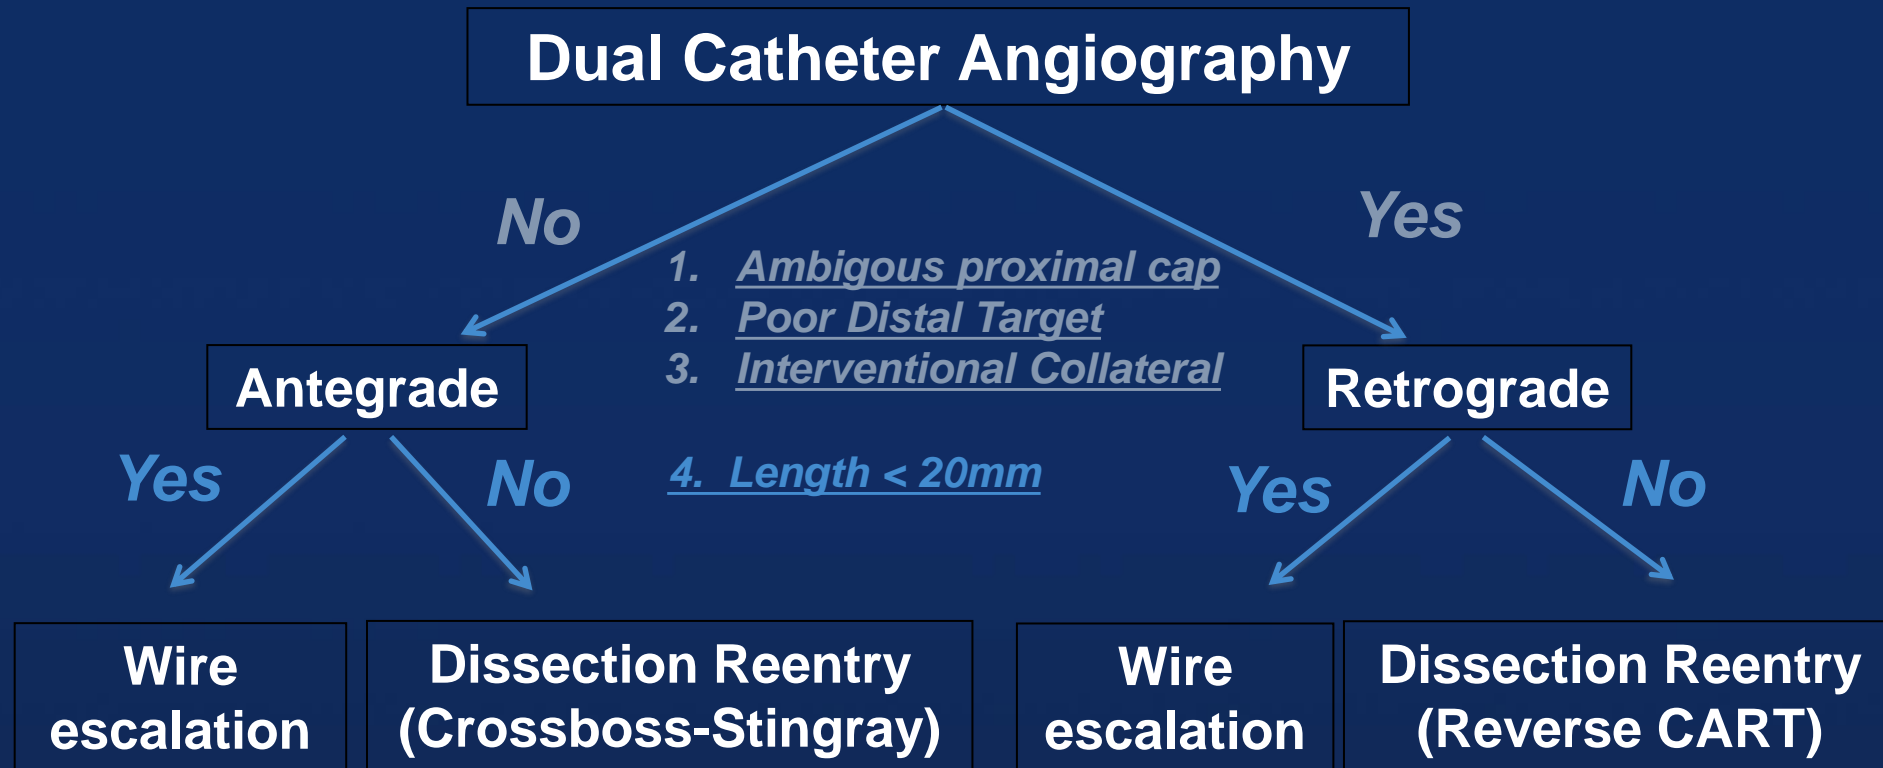 Dual Catheter Angiography
No
Yes
1. Ambigous proximal cap
2. Poor Distal Target
3. Interventional Collateral
Antegrade
Retrograde
Yes
No
4. Length < 20mm
Yes
No
Wire
escalation
Dissection Reentry
(Crossboss-Stingray)
Wire
escalation
Dissection Reentry
(Reverse CART)